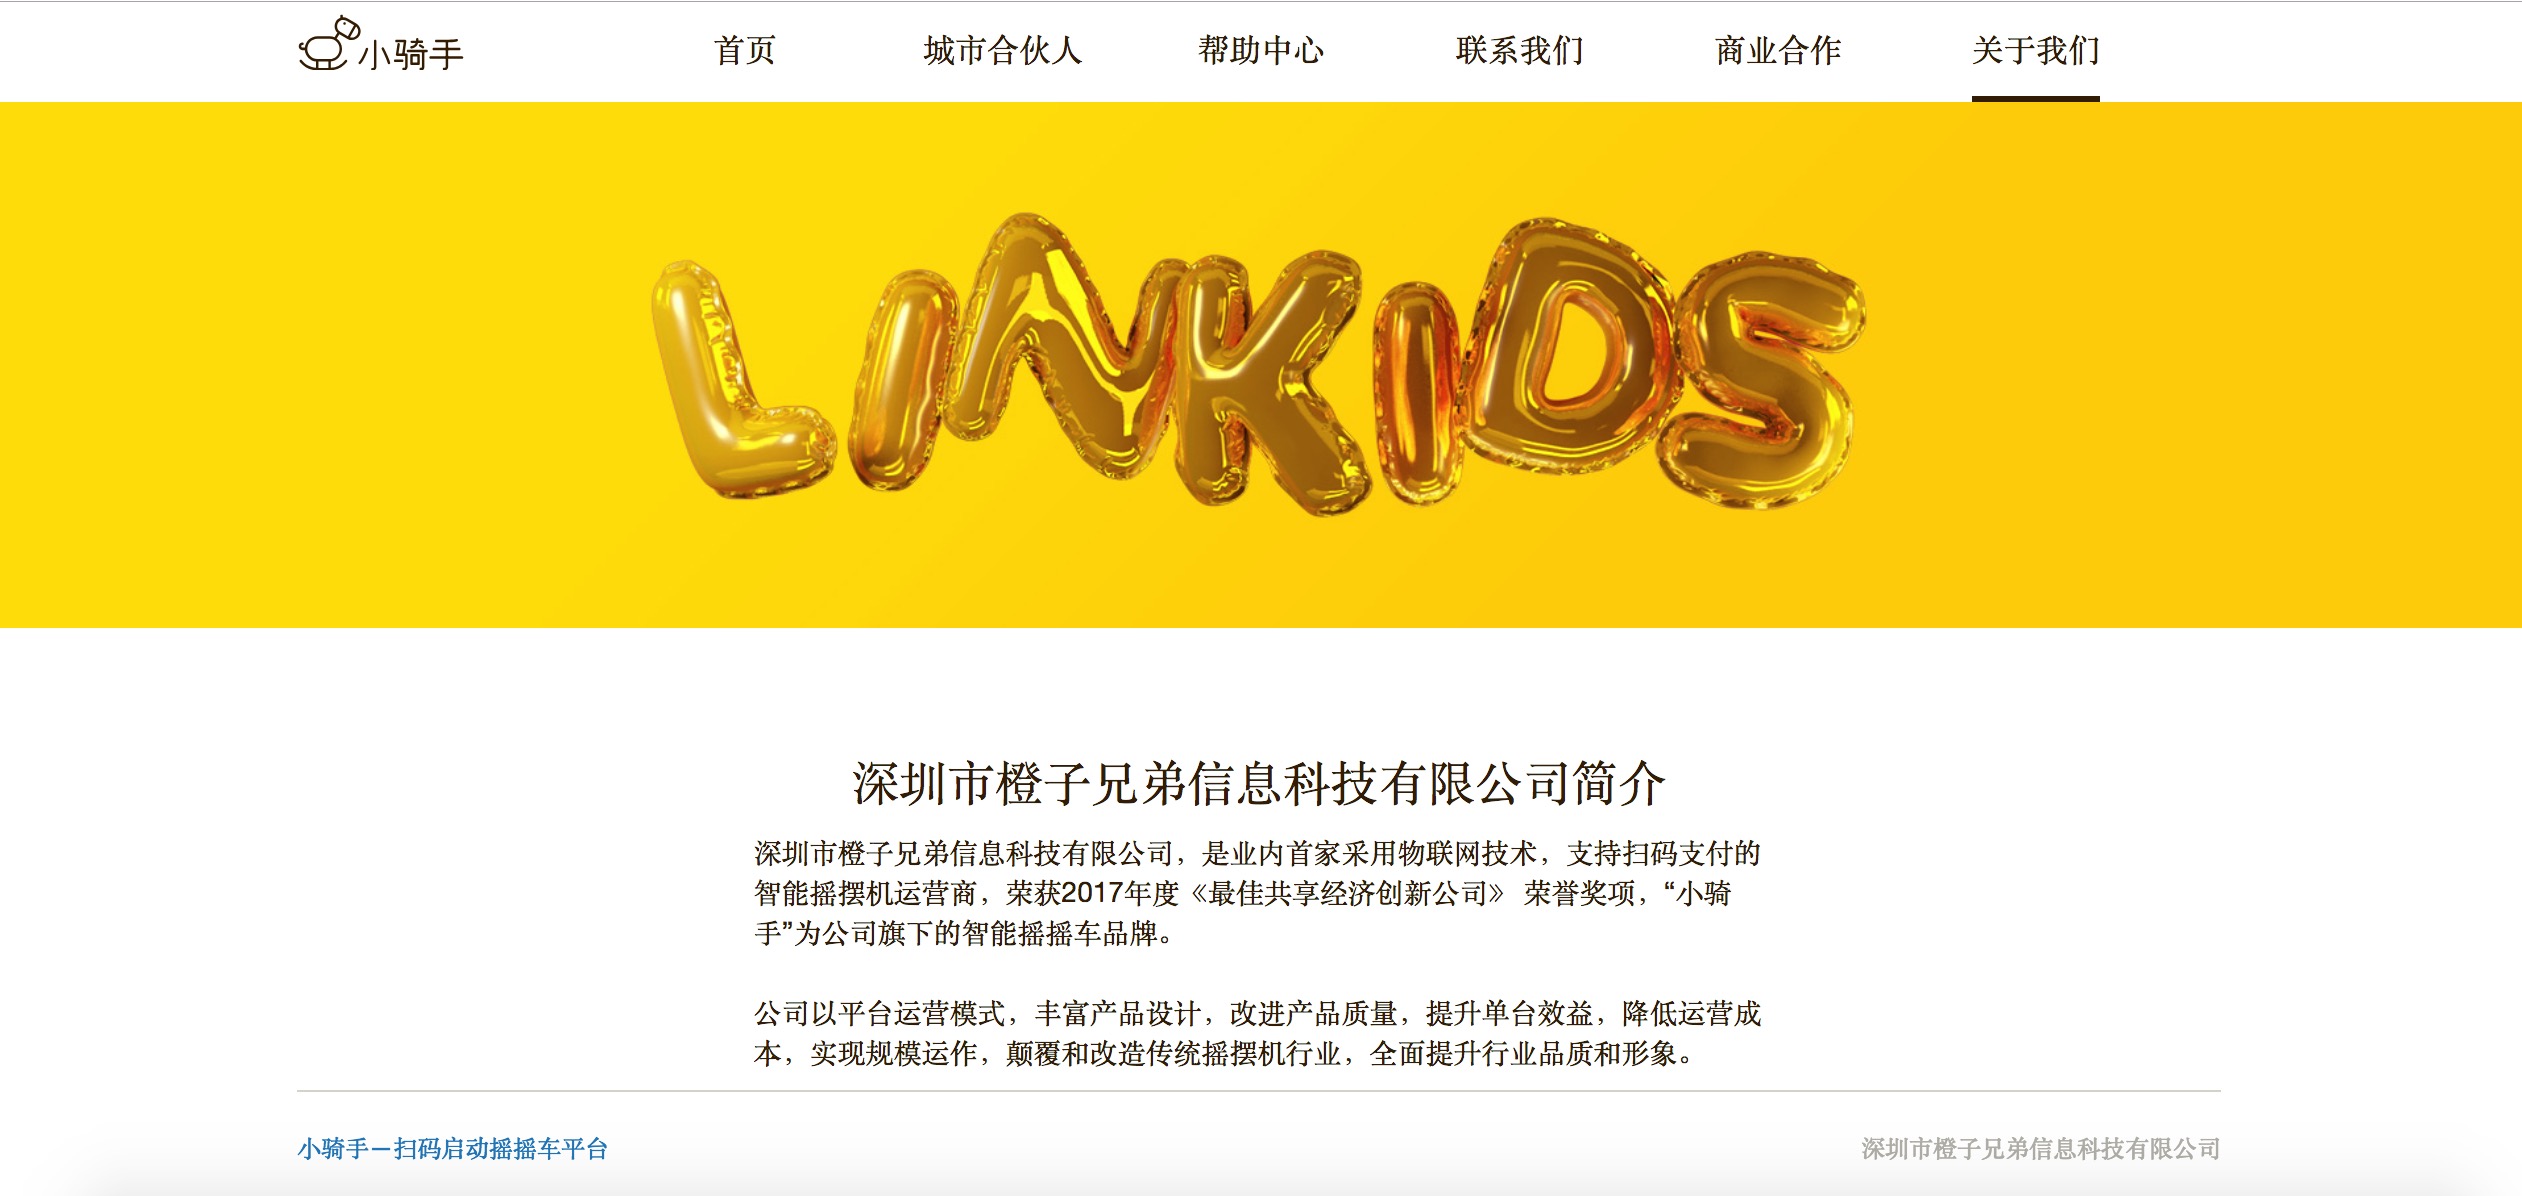 小骑手
首页
城市合伙人
帮助中心
联系我们
商业合作
关于我们
LINKIDS
深圳市橙子兄弟信息科技有限公司简介
深圳市橙子兄弟信息科技有限公司，是业内首家采用物联网技术，支持扫码支付的
智能摇摆机运营商，荣获2017年度《最佳共享经济创新公司》 荣誉奖项，“小骑
手”为公司旗下的智能摇摇车品牌。
公司以平台运营模式，丰富产品设计，改进产品质量，提升单台效益，降低运营成
本，实现规模运作，颠覆和改造传统摇摆机行业，全面提升行业品质和形象。
小骑手－扫码启动摇摇车平台
深圳市橙子兄弟信息科技有限公司